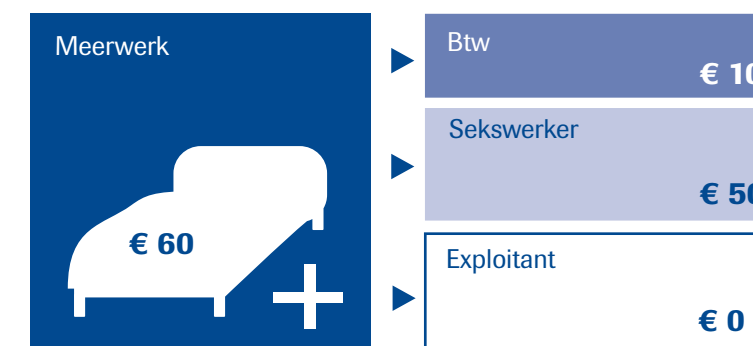 Meerwerk
€ 60
Btw
€ 10
Sekswerker
€ 50
Exploitant
€ 0